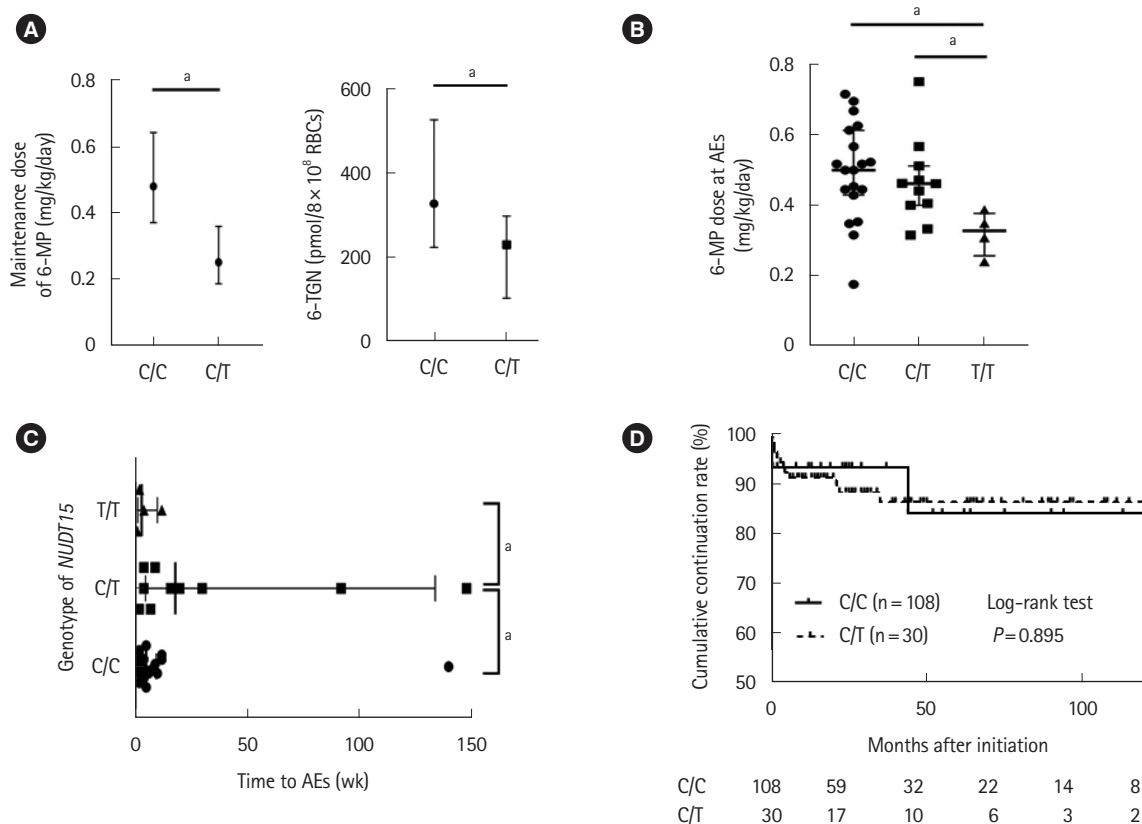 A
Maintenance dose
of 6-MP (mg/kg/day)
0.8
0.6
0.4
0.2
0
a
C/C
C/T
6-TGN (pmol/8 × 10⁸ RBCs)
600
400
200
0
a
C/C
C/T
B
6-MP dose at AEs
(mg/kg/day)
0.8
0.6
0.4
0.2
0
a
a
C/C
C/T
T/T
C
Genotype of NUDT15
T/T
C/T
C/C
a
a
0
50
100
150
Time to AEs (wk)
D
Cumulative continuation rate (%)
100
90
80
70
60
50
C/C (n = 108) Log-rank test
C/T (n = 30) P = 0.895
0
50
100
Months after initiation
C/C 108 59 32 22 14 8
C/T 30 17 10 6 3 2